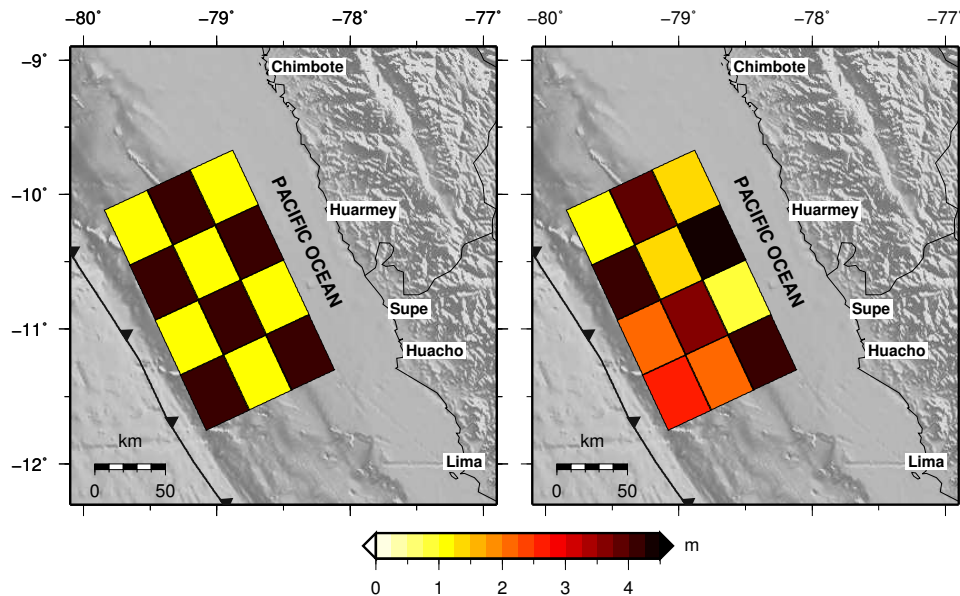 −80˚ −79˚ −78˚ −77˚
−80˚ −79˚ −78˚ −77˚
−9˚
−10˚
−11˚
−12˚
Chimbote
PACIFIC OCEAN
Huarmey
Supe
Huacho
Lima
km
0 50
Chimbote
PACIFIC OCEAN
Huarmey
Supe
Huacho
Lima
km
0 50
m
0 1 2 3 4